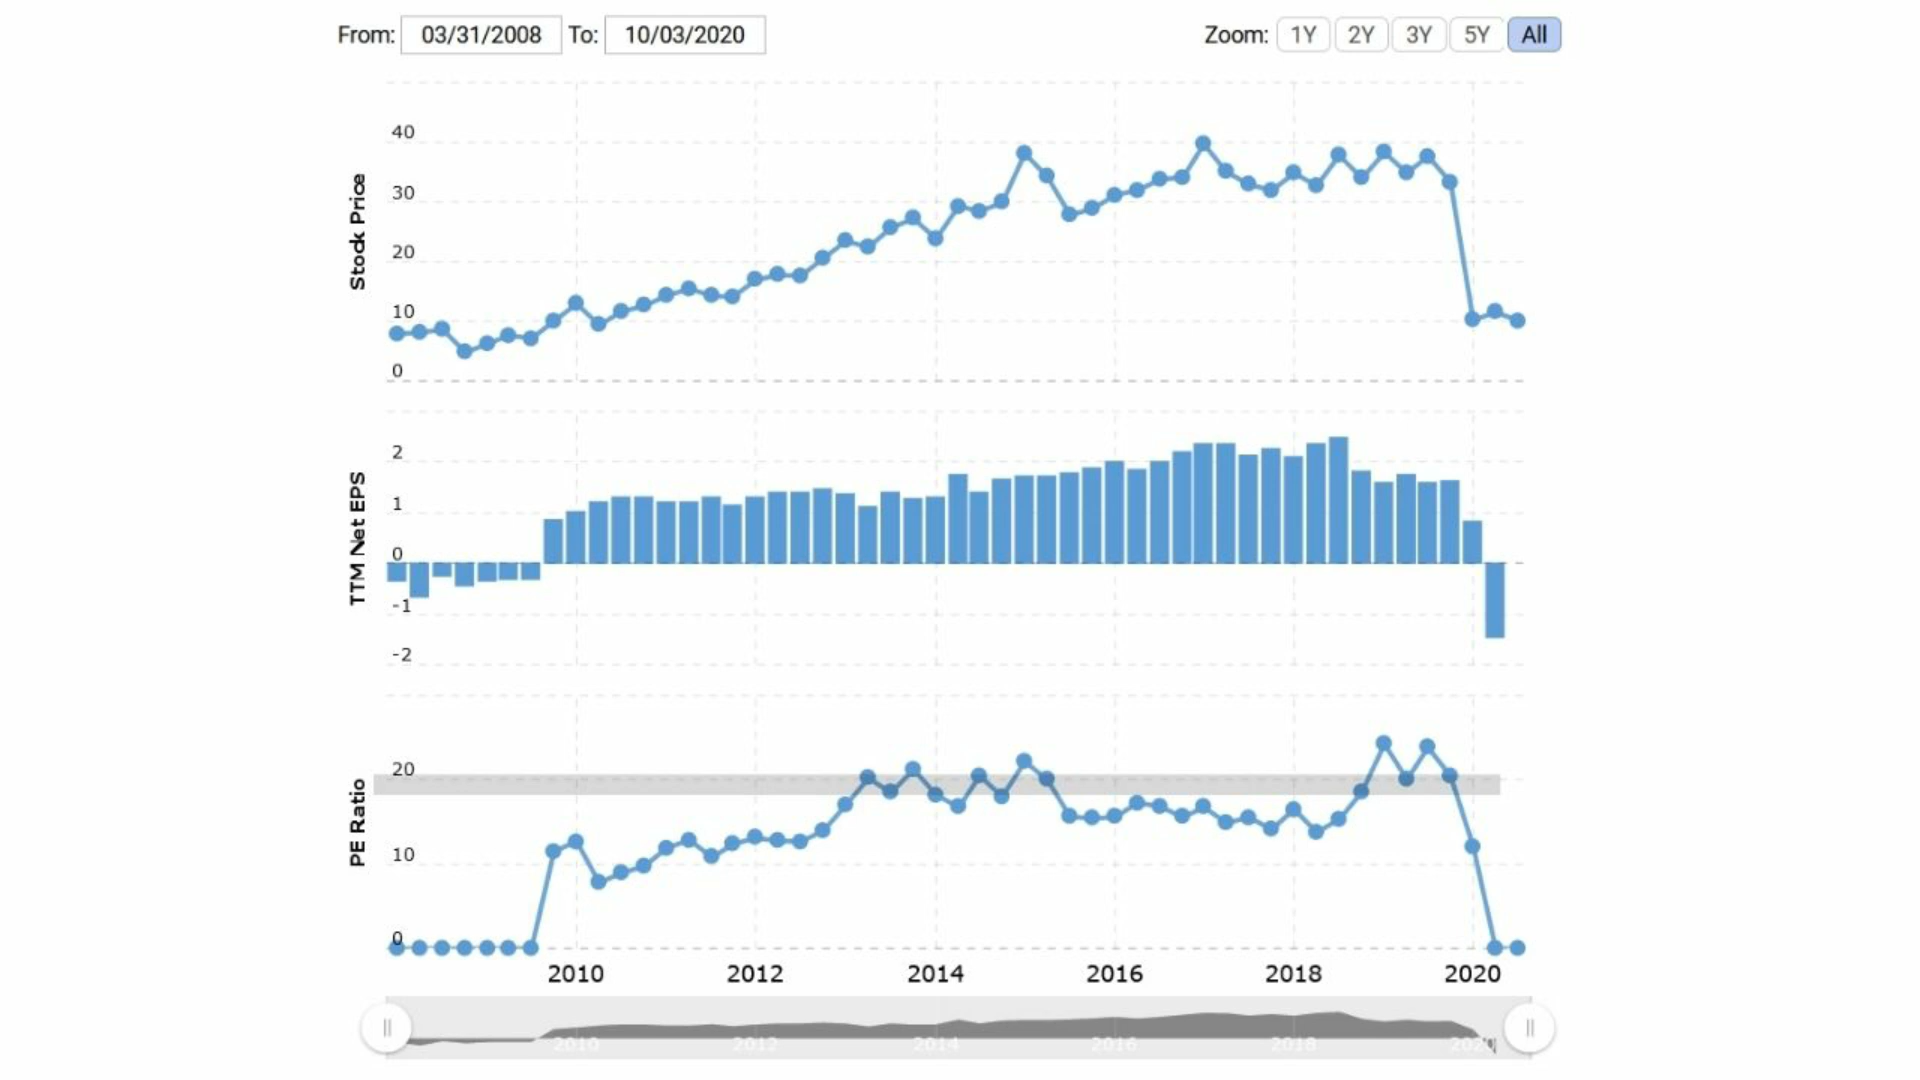 From: 03/31/2008 To: 10/03/2020 Zoom: 1Y 2Y 3Y 5Y All
Stock Price
40
30
20
10
0
TTM Net EPS
2
1
0
-1
-2
PE Ratio
20
10
0
2010 2012 2014 2016 2018 2020
2010 2012 2014 2016 2018